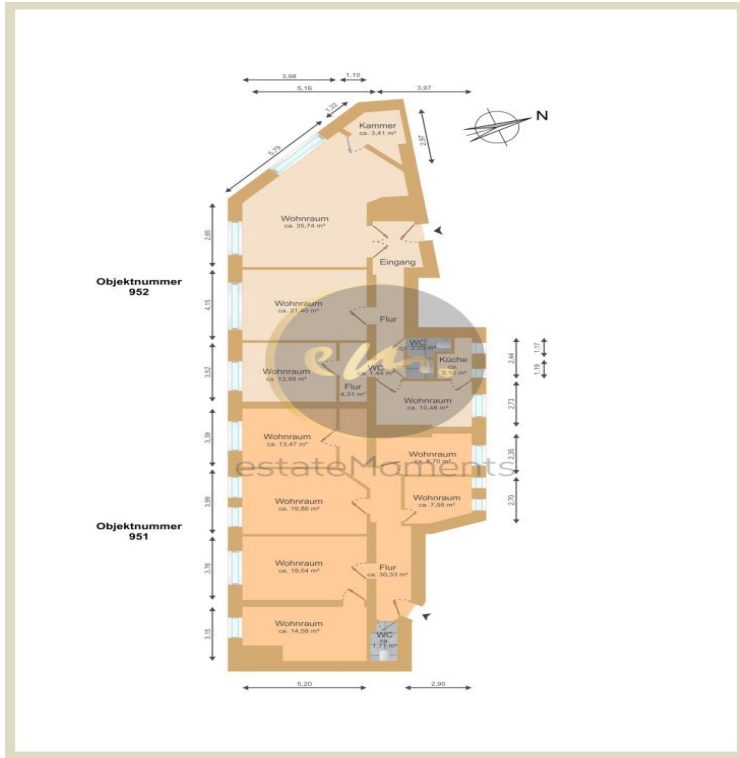 3,98
1,10
5,16
3,97
1,22
5,79
2,97
N
Kammer
ca. 3,41 m²
Wohnraum
ca. 35,74 m²
2,65
Eingang
Objektnummer
952
4,15
Wohnraum
ca. 21,40 m²
Flur
WC
Küche
ca.
1,17
2,44
1,18
WC
ca. 1,44 m²
3,52
Wohnraum
ca. 13,99 m²
Flur
4,31 m²
elm
Wohnraum
ca. 10,48 m²
2,73
3,39
Wohnraum
ca. 13,47 m²
Wohnraum
2,35
estateMoments
3,99
Wohnraum
ca. 19,86 m²
Wohnraum
ca. 7,58 m²
2,70
Objektnummer
951
3,76
Wohnraum
ca. 19,54 m²
Flur
ca. 30,33 m²
3,15
Wohnraum
ca. 14,58 m²
WC
ca.
1,71 m²
5,20
2,90